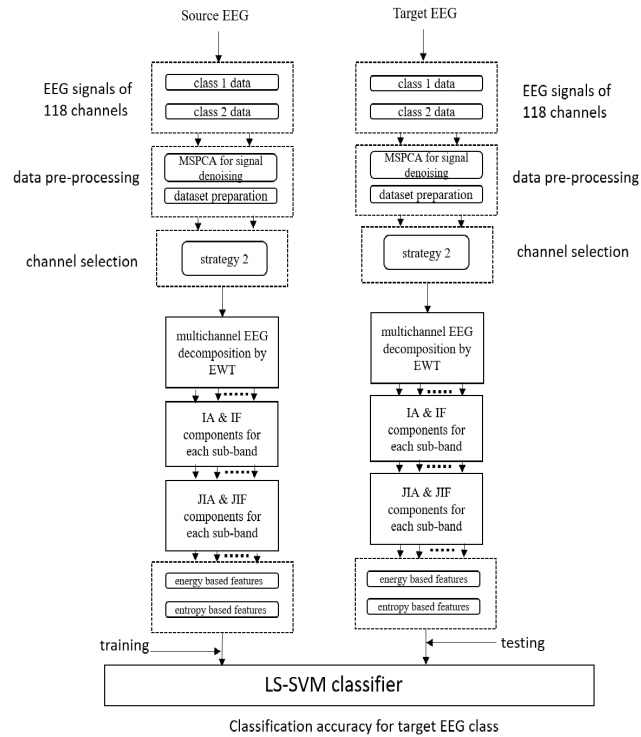 Source EEG
EEG signals of
118 channels
class 1 data
class 2 data
data pre-processing
MSPCA for signal
denoising
dataset preparation
channel selection
strategy 2
multichannel EEG
decomposition by
EWT
IA & IF
components for
each sub-band
JIA & JIF
components for
each sub-band
energy based features
entropy based features
training
Target EEG
class 1 data
class 2 data
EEG signals of
118 channels
MSPCA for signal
denoising
dataset preparation
data pre-processing
strategy 2
channel selection
multichannel EEG
decomposition by
EWT
IA & IF
components for
each sub-band
JIA & JIF
components for
each sub-band
energy based features
entropy based features
testing
LS-SVM classifier
Classification accuracy for target EEG class